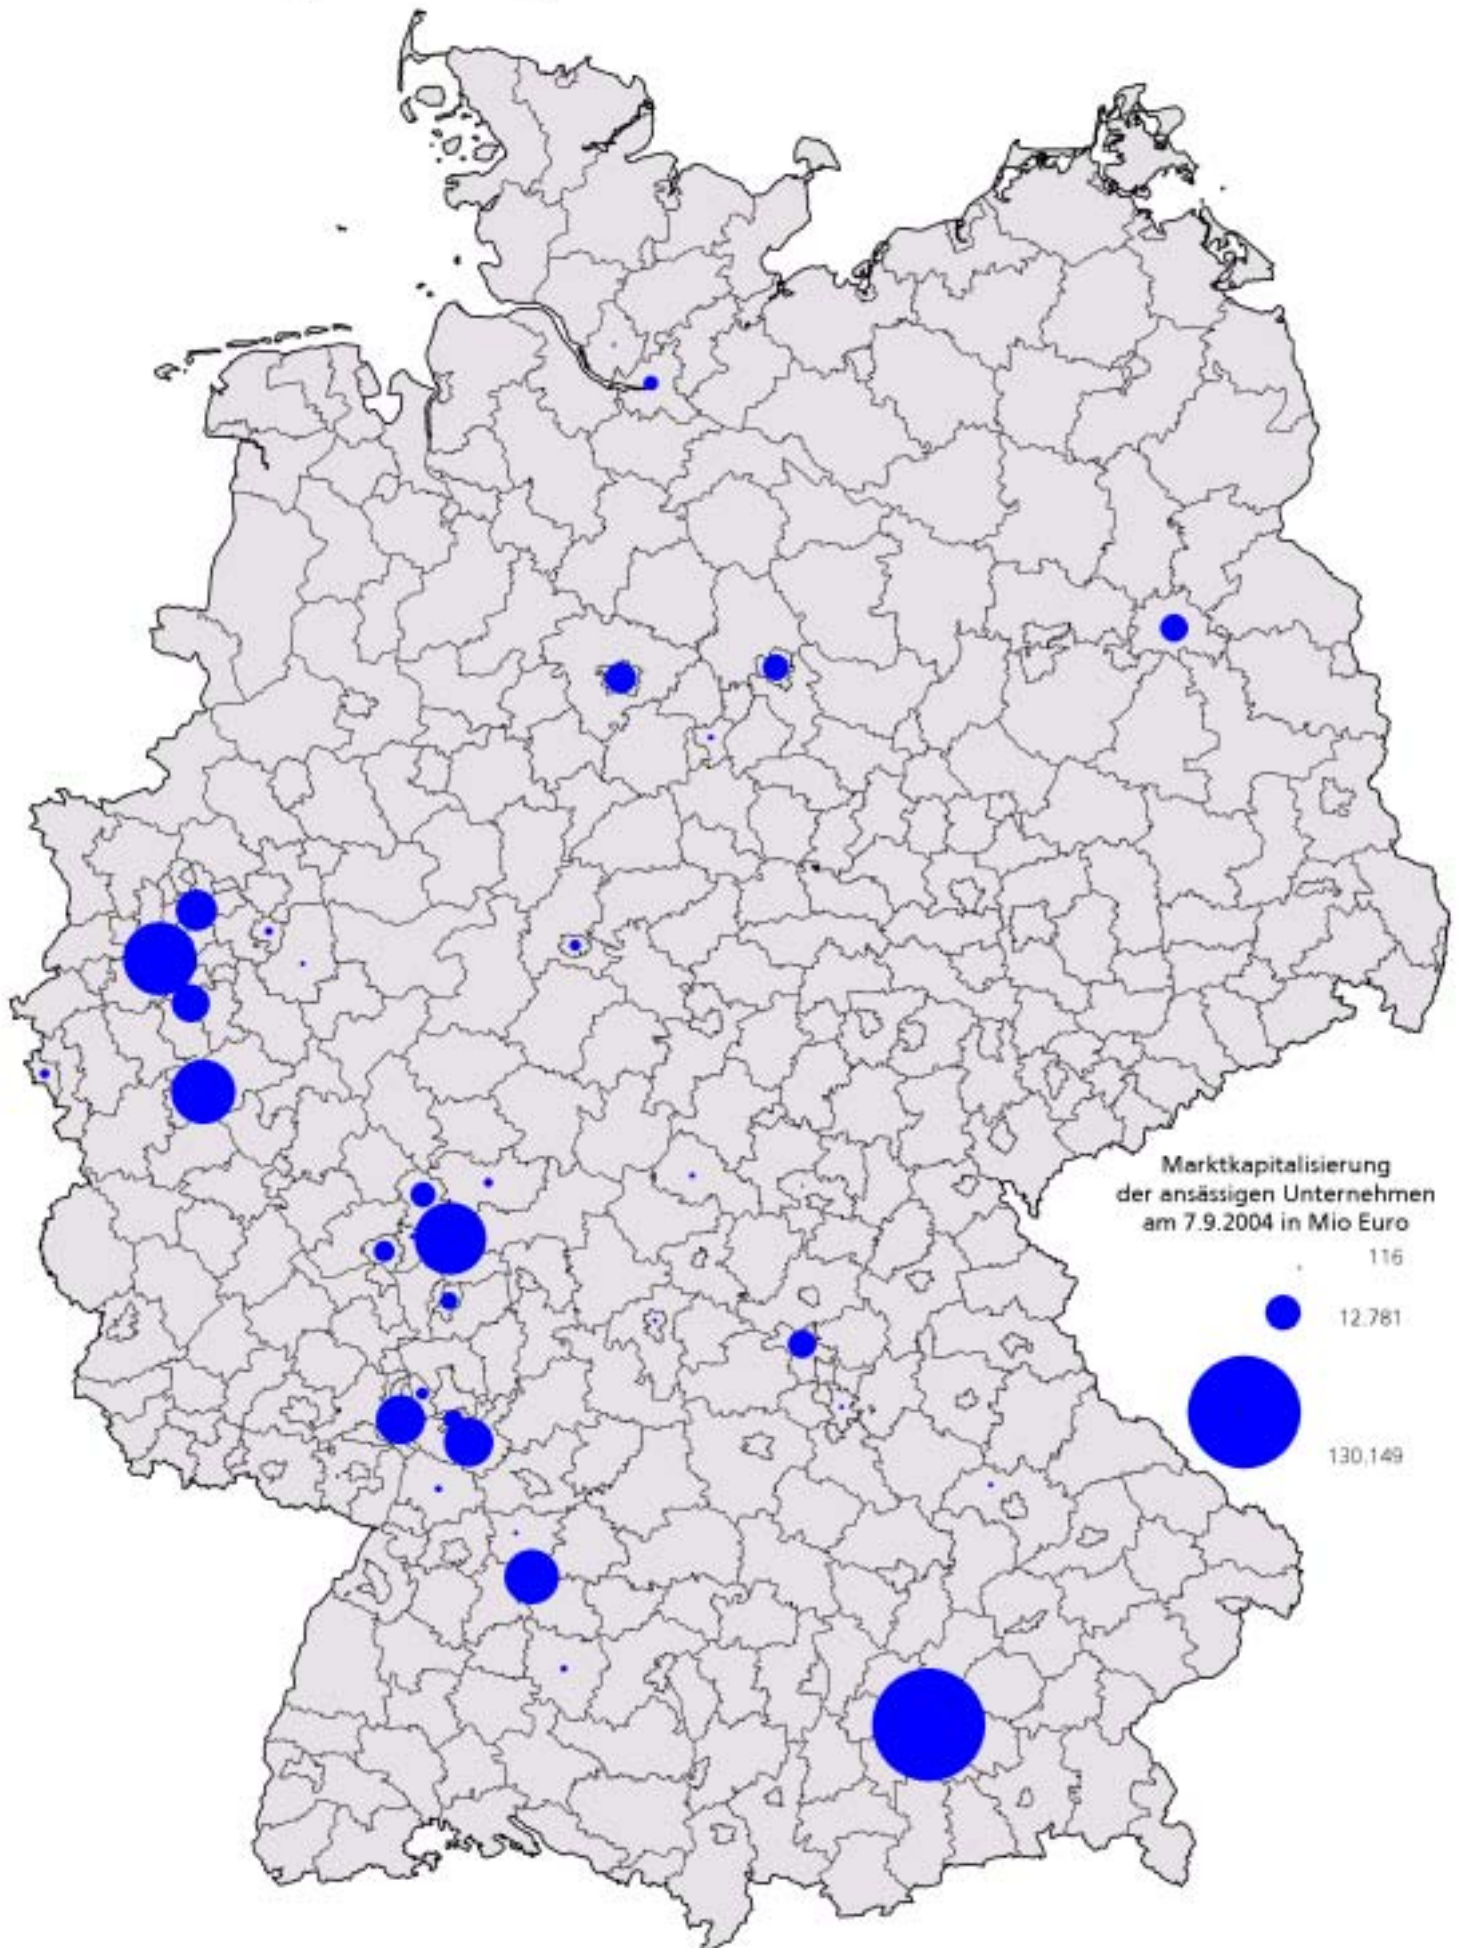 Marktkapitalisierung
der ansässigen Unternehmen
am 7.9.2004 in Mio Euro
116
12.781
130.149